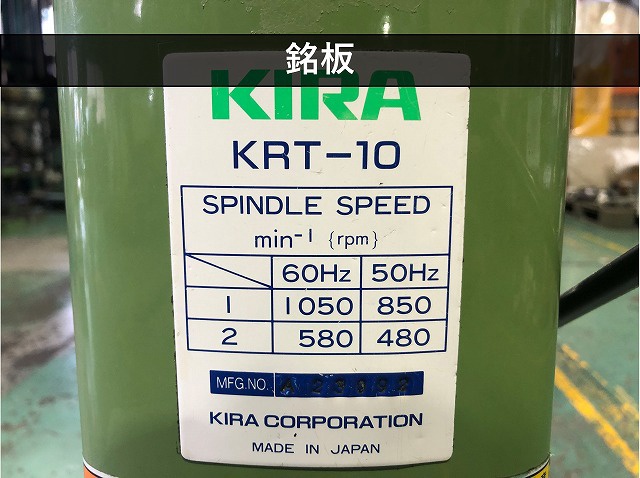 銘板
KIRA
KRT-10
SPINDLE SPEED
min-1 {rpm}
60Hz 50Hz
1 1050 850
2 580 480
MFG.NO.
KIRA CORPORATION
MADE IN JAPAN